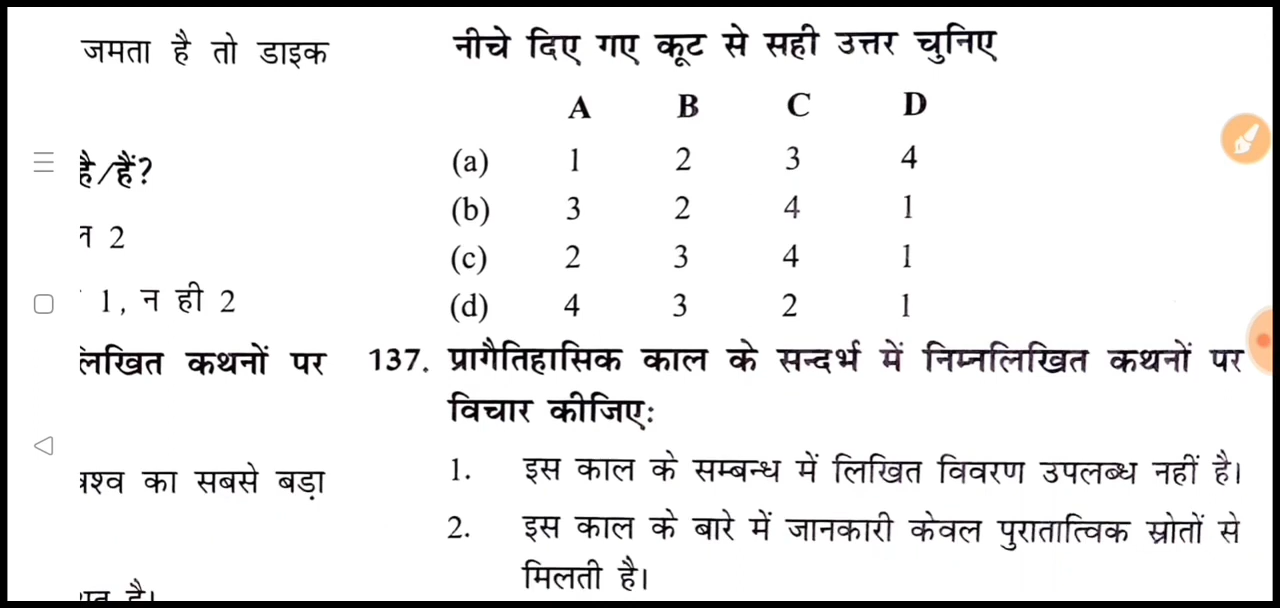 जमता है तो डाइक
है/हैं?
2
1, न ही 2
कथनों पर
का सबसे बड़ा
है।
नीचे दिए गए कूट से सही उत्तर चुनिए
A B C D
(a) 1 2 3 4
(b) 3 2 4 1
(c) 2 3 4 1
(d) 4 3 2 1
137. प्रागैतिहासिक काल के सन्दर्भ में निम्नलिखित कथनों पर
विचार कीजिएः
1. इस काल के सम्बन्ध में लिखित विवरण उपलब्ध नहीं है।
2. इस काल के बारे में जानकारी केवल पुरातात्विक स्रोतों से
मिलती है।